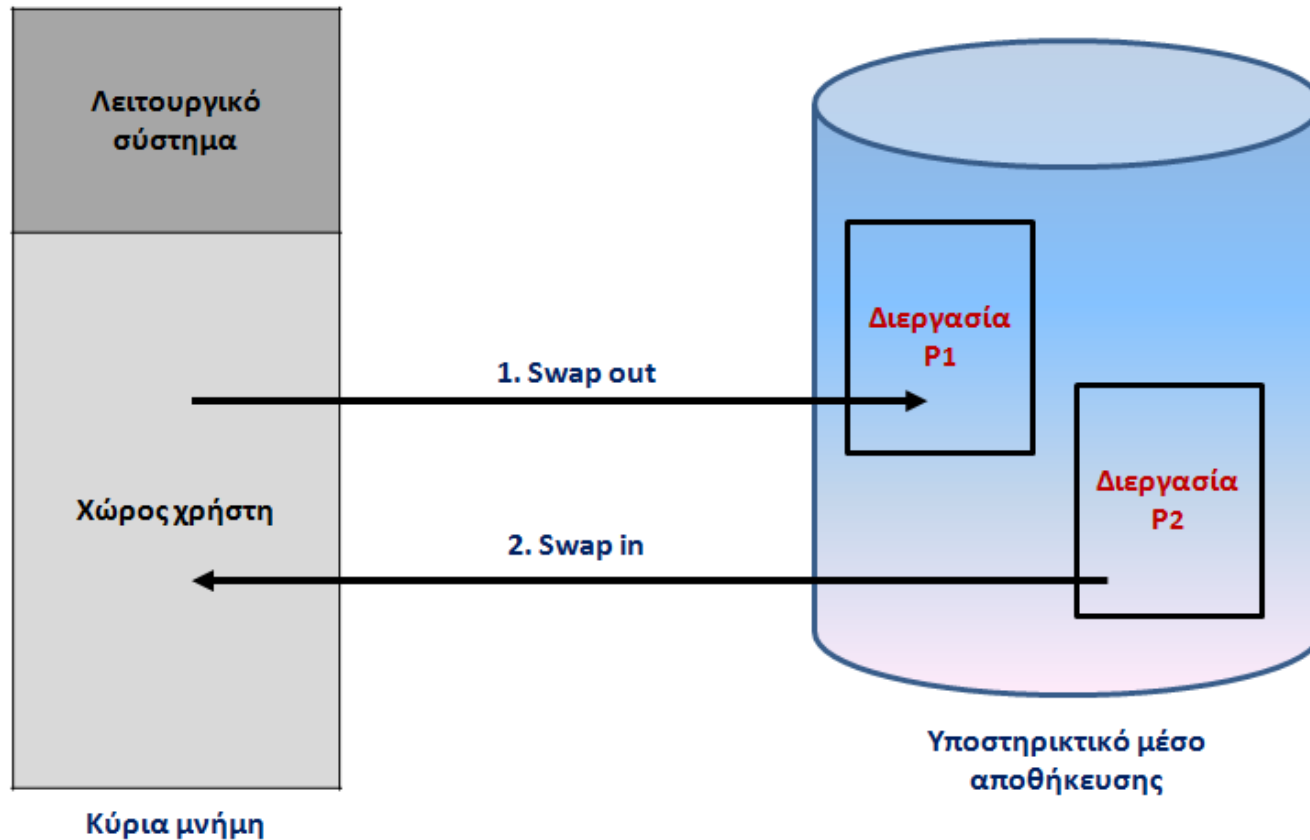 Λειτουργικό
σύστημα
Διεργασία
P1
1. Swap out
Διεργασία
P2
Χώρος χρήστη
2. Swap in
Υποστηρικτικό μέσο
αποθήκευσης
Κύρια μνήμη